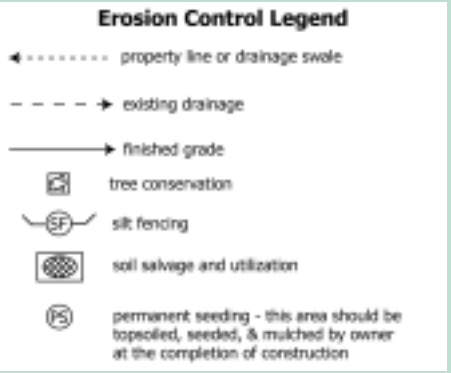 Erosion Control Legend
property line or drainage swale
existing drainage
finished grade
tree conservation
SF silt fencing
soil salvage and utilization
PS permanent seeding - this area should be
topsoiled, seeded, & mulched by owner
at the completion of construction